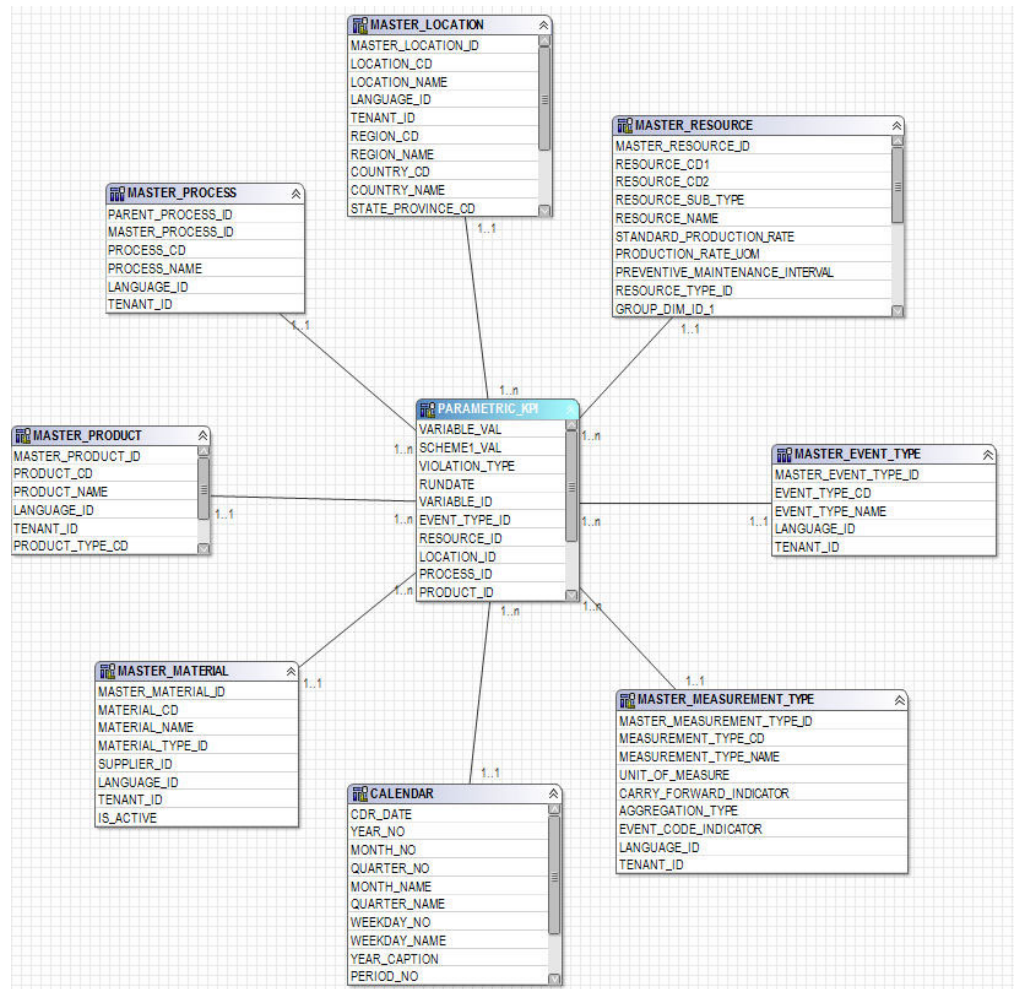 MASTER_LOCATION
MASTER_LOCATION_ID
LOCATION_CD
LOCATION_NAME
LANGUAGE_ID
TENANT_ID
REGION_CD
REGION_NAME
COUNTRY_CD
COUNTRY_NAME
STATE_PROVINCE_CD
1..1
MASTER_RESOURCE
MASTER_RESOURCE_ID
RESOURCE_CD1
RESOURCE_CD2
RESOURCE_SUB_TYPE
RESOURCE_NAME
STANDARD_PRODUCTION_RATE
PRODUCTION_RATE_UOM
PREVENTIVE_MAINTENANCE_INTERVAL
RESOURCE_TYPE_ID
GROUP_DIM_ID_1
1..1
MASTER_PROCESS
PARENT_PROCESS_ID
MASTER_PROCESS_ID
PROCESS_CD
PROCESS_NAME
LANGUAGE_ID
TENANT_ID
1..1
1..n
PARAMETRIC_KPI
VARIABLE_VAL
SCHEME1_VAL
VIOLATION_TYPE
RUNDATE
VARIABLE_ID
EVENT_TYPE_ID
RESOURCE_ID
LOCATION_ID
PROCESS_ID
PRODUCT_ID
1..n
1..n
1..n
1..n
1..n
1..n
1..n
MASTER_PRODUCT
MASTER_PRODUCT_ID
PRODUCT_CD
PRODUCT_NAME
LANGUAGE_ID
TENANT_ID
PRODUCT_TYPE_CD
1..1
MASTER_EVENT_TYPE
MASTER_EVENT_TYPE_ID
EVENT_TYPE_CD
EVENT_TYPE_NAME
LANGUAGE_ID
TENANT_ID
1..1
MASTER_MATERIAL
MASTER_MATERIAL_ID
MATERIAL_CD
MATERIAL_NAME
MATERIAL_TYPE_ID
SUPPLIER_ID
LANGUAGE_ID
TENANT_ID
IS_ACTIVE
1..1
MASTER_MEASUREMENT_TYPE
MASTER_MEASUREMENT_TYPE_ID
MEASUREMENT_TYPE_CD
MEASUREMENT_TYPE_NAME
UNIT_OF_MEASURE
CARRY_FORWARD_INDICATOR
AGGREGATION_TYPE
EVENT_CODE_INDICATOR
LANGUAGE_ID
TENANT_ID
1..1
CALENDAR
CDR_DATE
YEAR_NO
MONTH_NO
QUARTER_NO
MONTH_NAME
QUARTER_NAME
WEEKDAY_NO
WEEKDAY_NAME
YEAR_CAPTION
PERIOD_NO
1..1